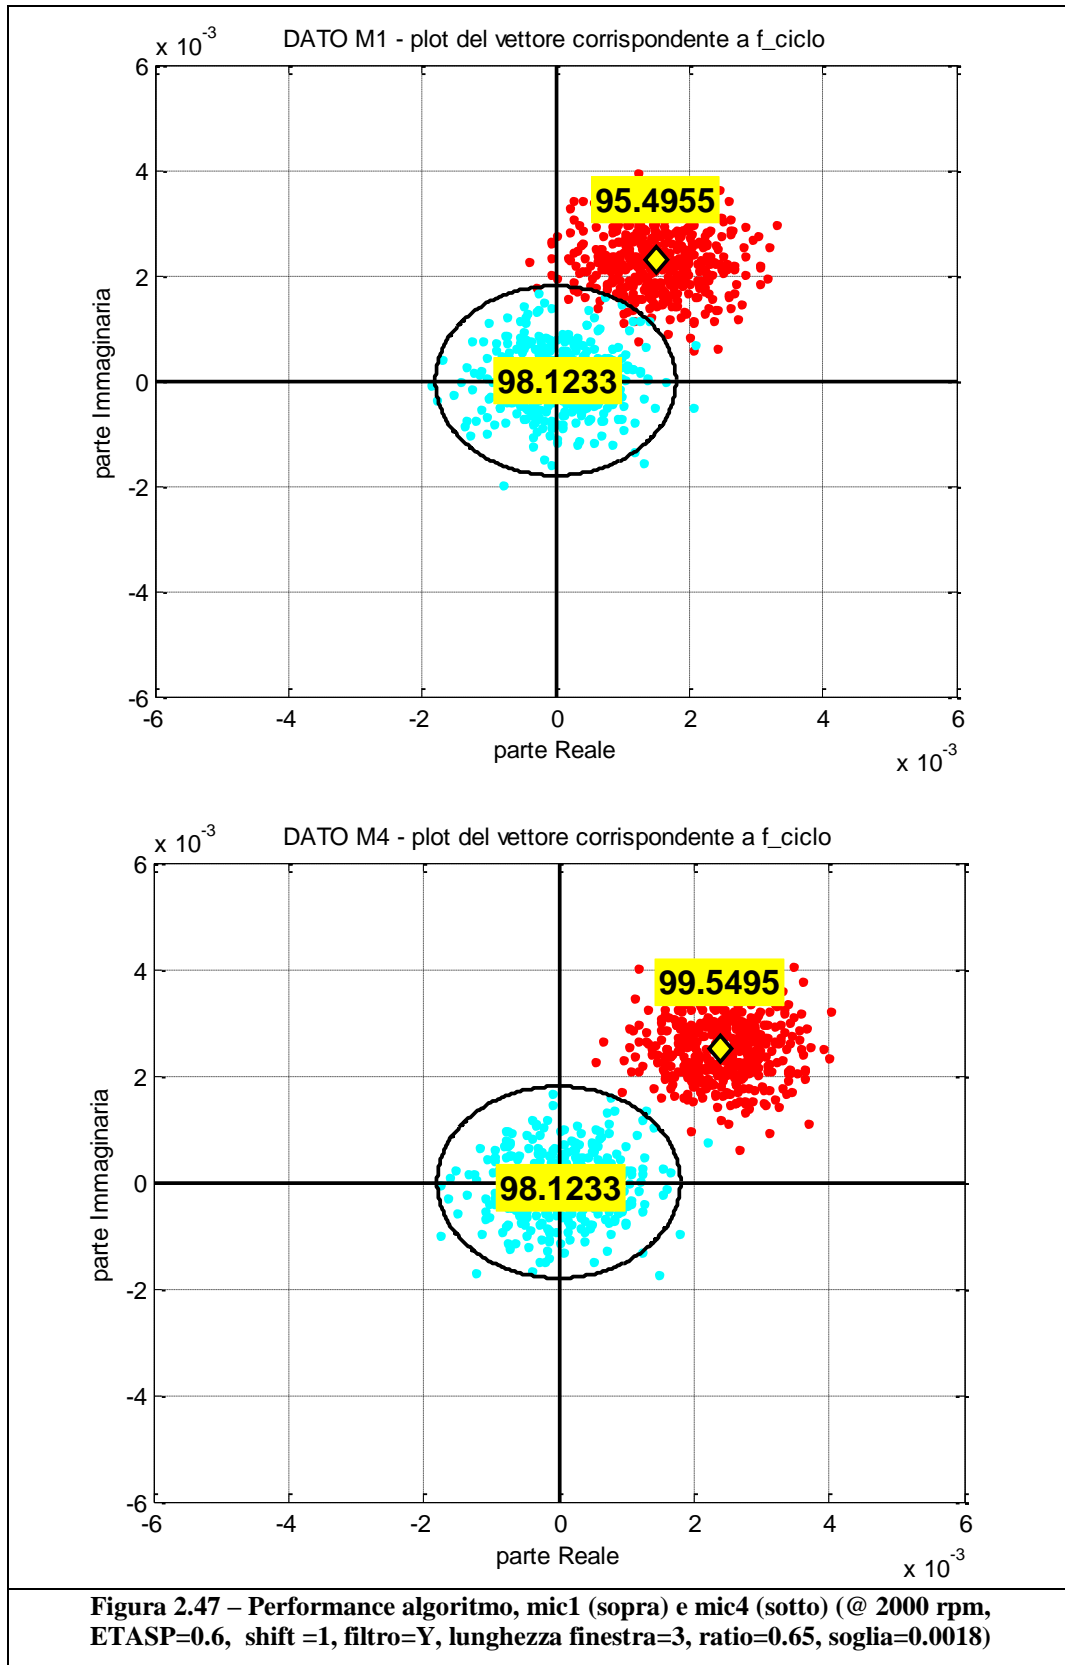 x 10^-3
DATO M1 - plot del vettore corrispondente a f_ciclo
6
4
2
0
-2
-4
-6
parte Immaginaria
95.4955
98.1233
-6 -4 -2 0 2 4 6
parte Reale
x 10^-3
x 10^-3
DATO M4 - plot del vettore corrispondente a f_ciclo
6
4
2
0
-2
-4
-6
parte Immaginaria
99.5495
98.1233
-6 -4 -2 0 2 4 6
parte Reale
x 10^-3
Figura 2.47 – Performance algoritmo, mic1 (sopra) e mic4 (sotto) (@ 2000 rpm,
ETASP=0.6, shift =1, filtro=Y, lunghezza finestra=3, ratio=0.65, soglia=0.0018)